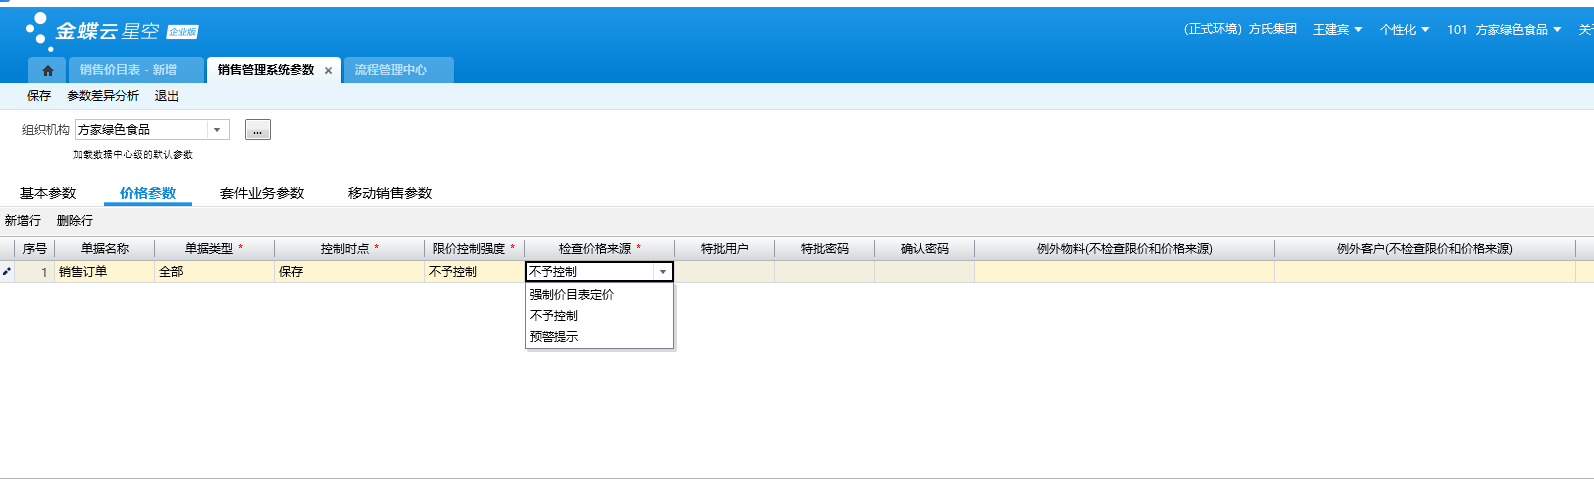 金蝶云 星空 企业版
(正式环境) 方氏集团 王建宾 个性化 101 方家绿色食品
销售价目表 - 新增 销售管理系统参数 × 流程管理中心
保存 参数差异分析 退出
组织机构 方家绿色食品 ...
加载数据中心级的默认参数
基本参数 价格参数 套件业务参数 移动销售参数
新增行 删除行
序号 单据名称 单据类型 * 控制时点 * 限价控制强度 * 检查价格来源 * 特批用户 特批密码 确认密码 例外物料(不检查限价和价格来源) 例外客户(不检查限价和价格来源)
1 销售订单 全部 保存 不予控制 不予控制
强制价目表定价
不予控制
预警提示